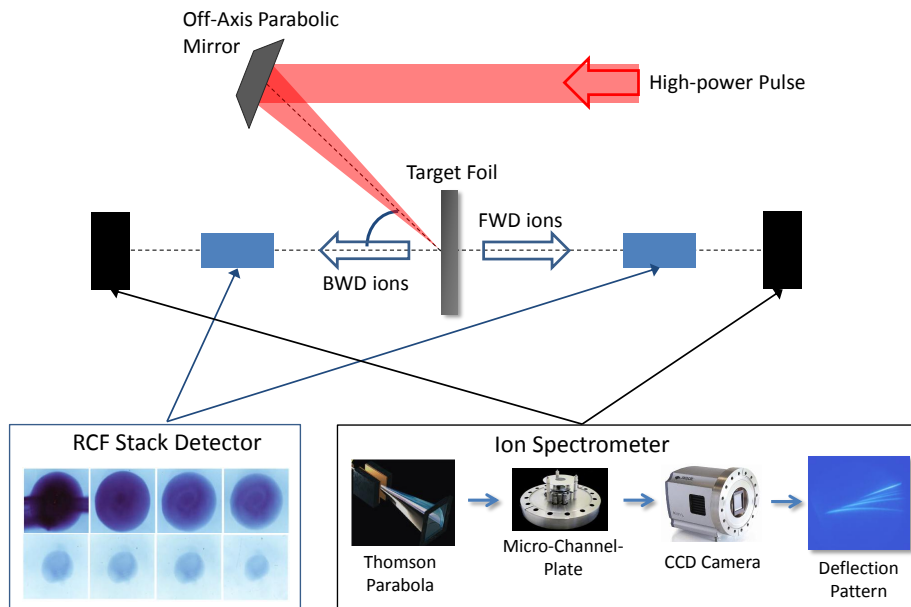 Off-Axis Parabolic
Mirror
High-power Pulse
Target Foil
FWD ions
BWD ions
RCF Stack Detector
Ion Spectrometer
Thomson
Parabola
Micro-Channel-
Plate
CCD Camera
Deflection
Pattern